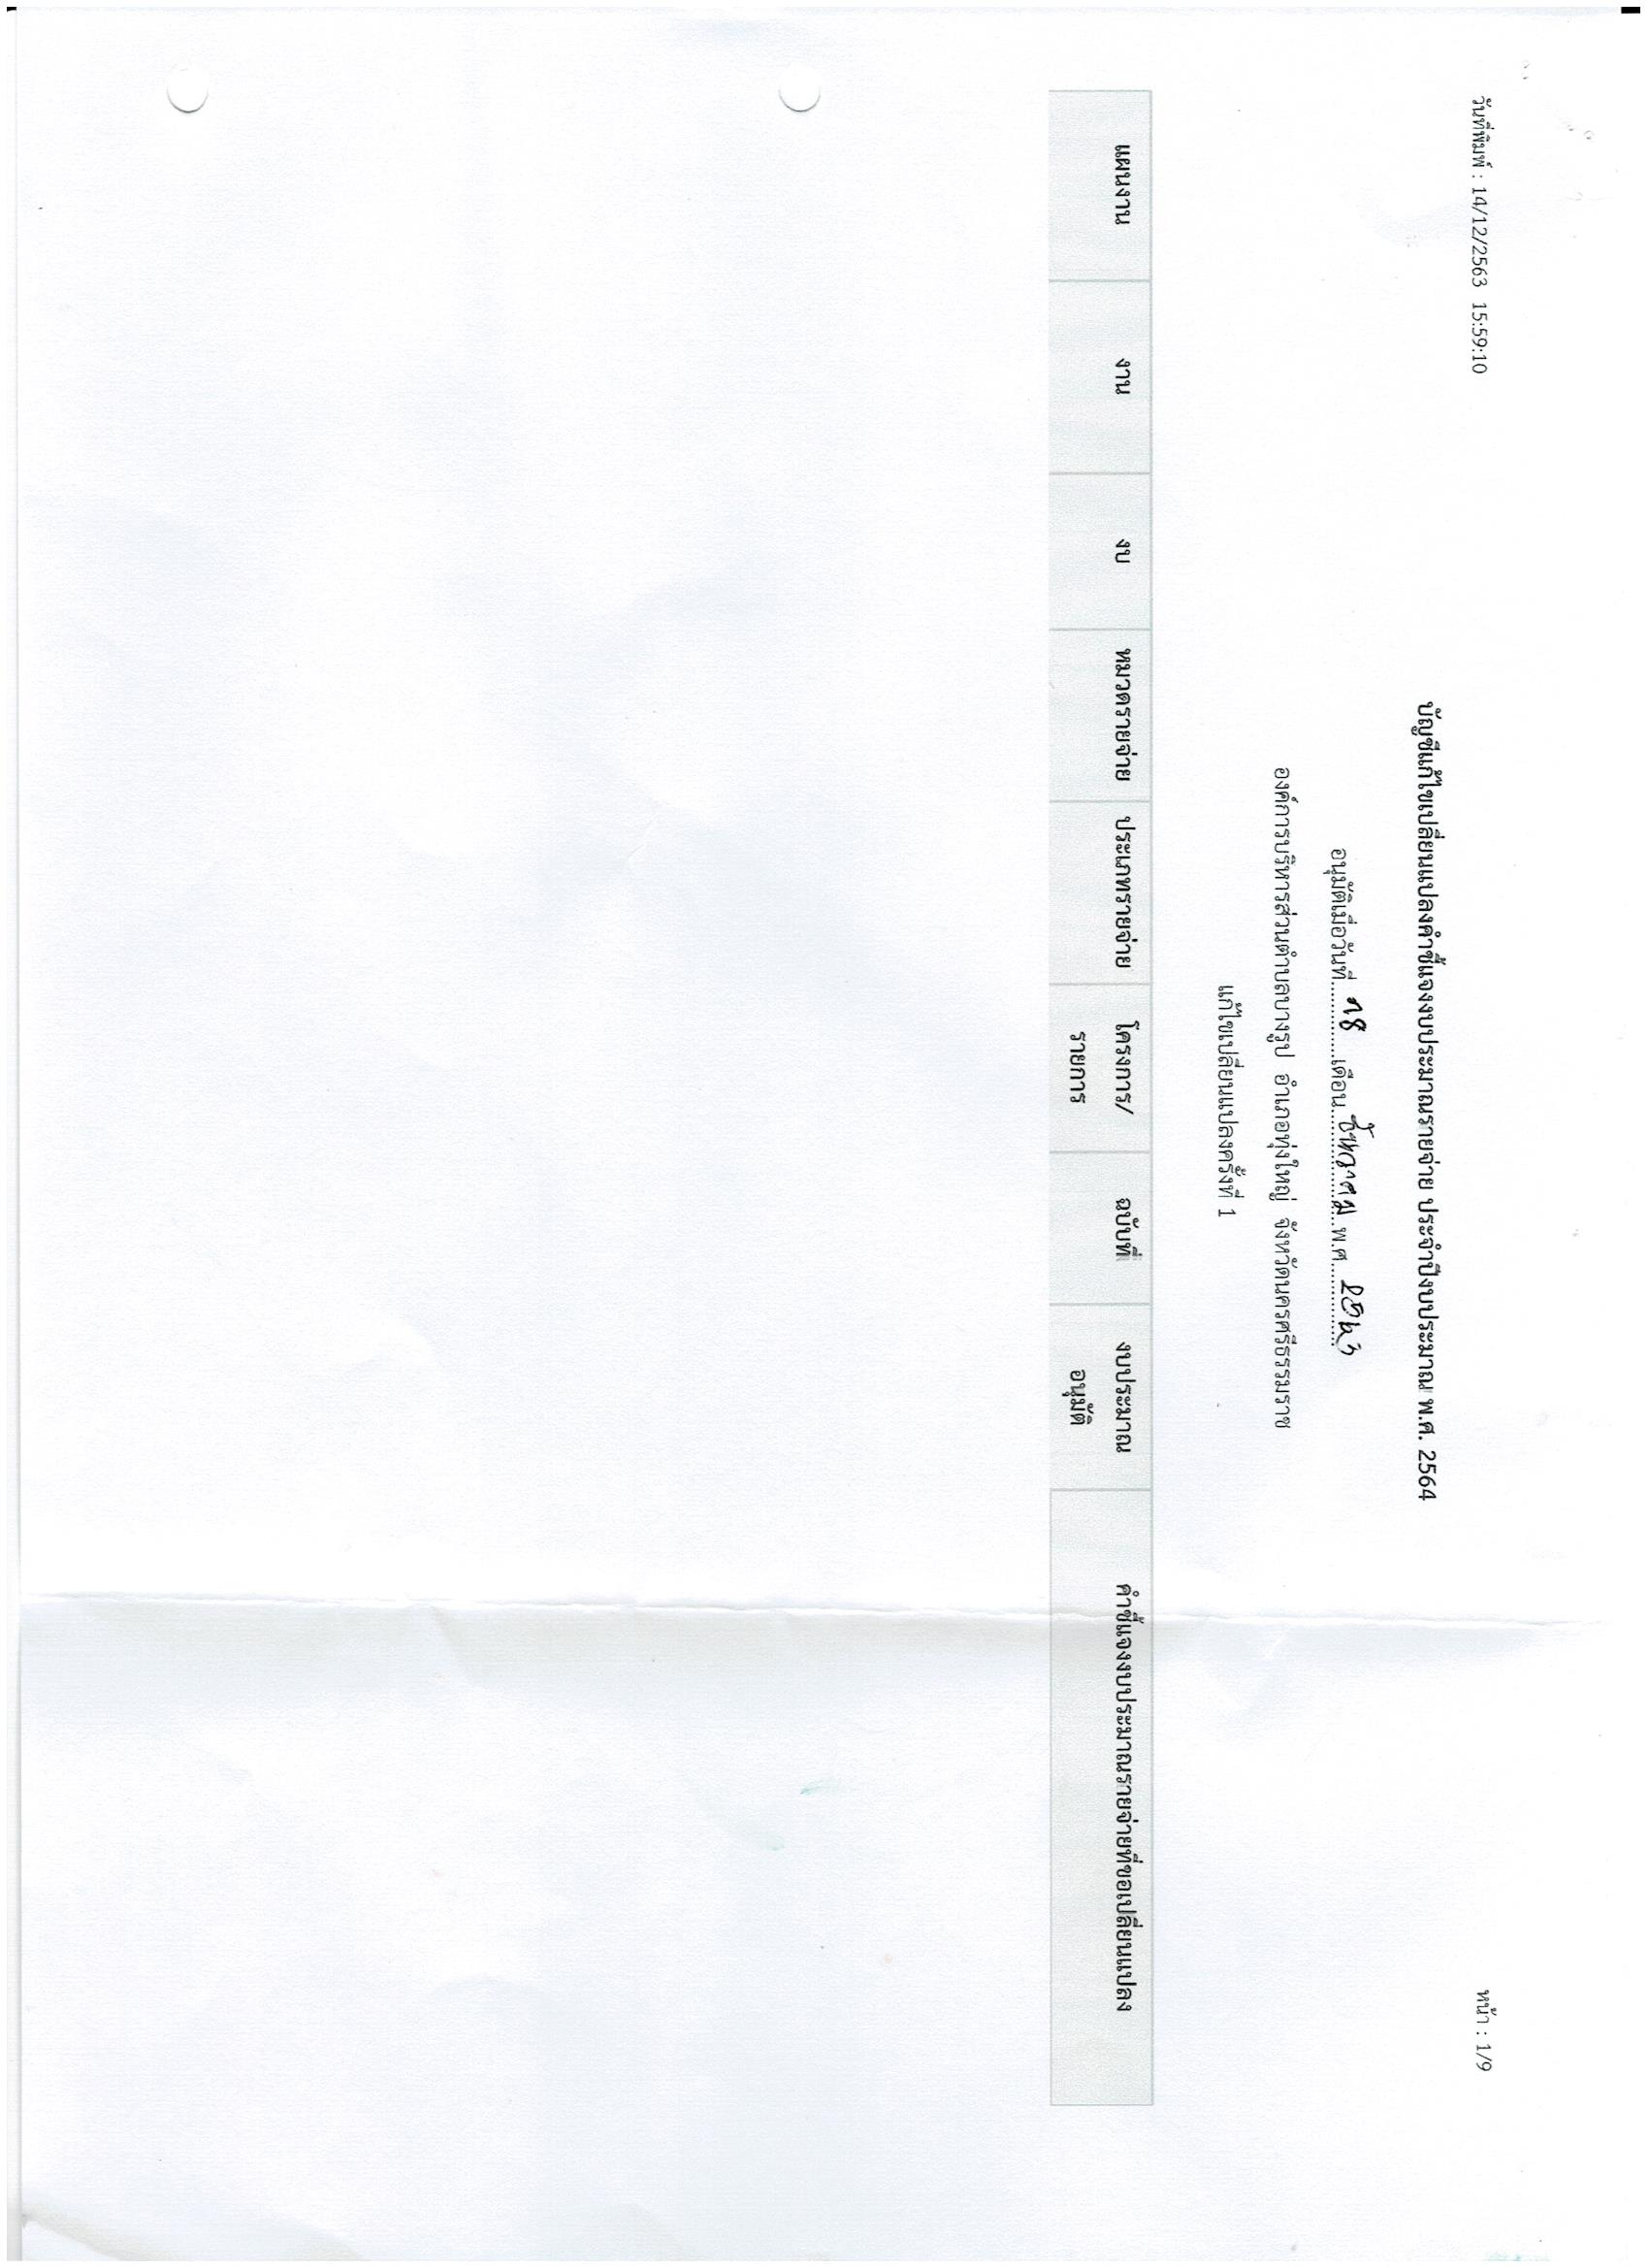 วันที่พิมพ์ : 14/12/2563 15:59:10
หน้า : 1/9
บัญชีแก้ไขเปลี่ยนแปลงคำชี้แจงงบประมาณรายจ่าย ประจำปีงบประมาณ พ.ศ. 2564
อนุมัติเมื่อวันที่.............เดือน ธันวาคม พ.ศ. ๒๕๖๓
องค์การบริหารส่วนตำบลบางรูป อำเภอทุ่งใหญ่ จังหวัดนครศรีธรรมราช
แก้ไขเปลี่ยนแปลงครั้งที่ 1
แผนงาน งาน งบ หมวดรายจ่าย ประเภทรายจ่าย โครงการ/ ฉบับที่ งบประมาณ คำชี้แจงงบประมาณรายจ่ายที่ขอเปลี่ยนแปลง
รายการ อนุมัติ